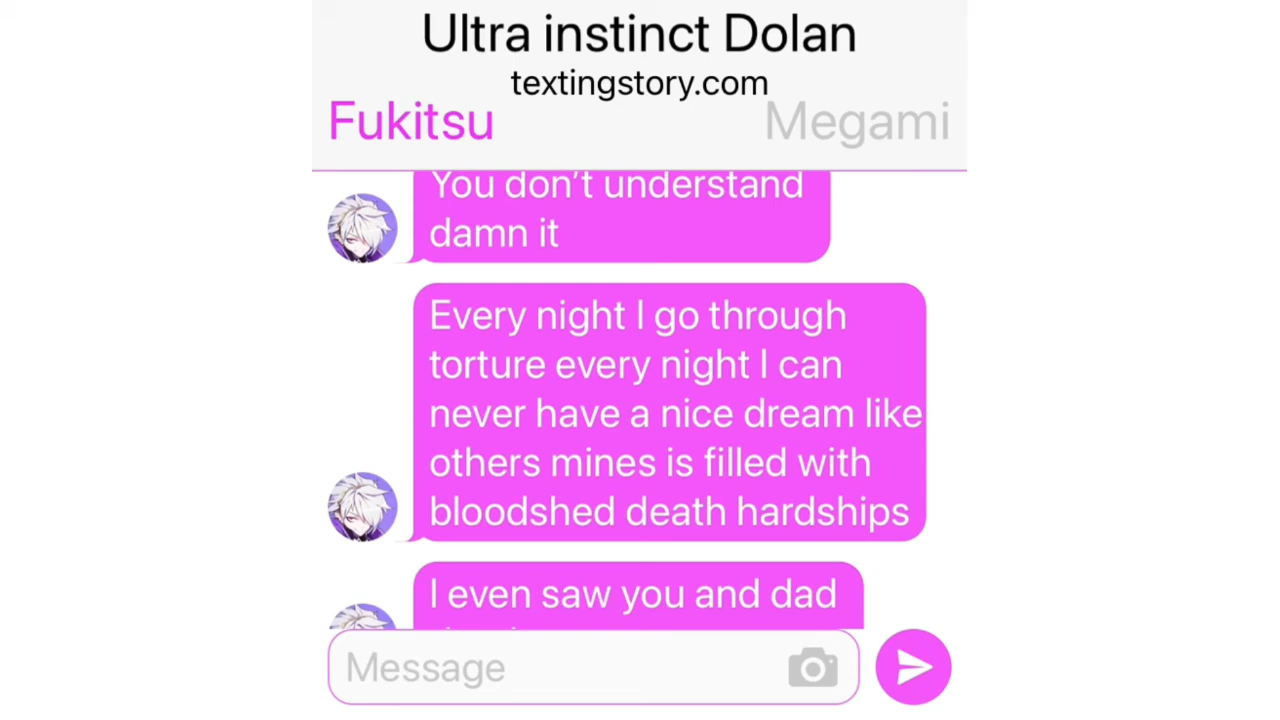 Ultra instinct Dolan
textingstory.com
Fukitsu
Megami
You don’t understand
damn it
Every night I go through
torture every night I can
never have a nice dream like
others mines is filled with
bloodshed death hardships
I even saw you and dad
Message